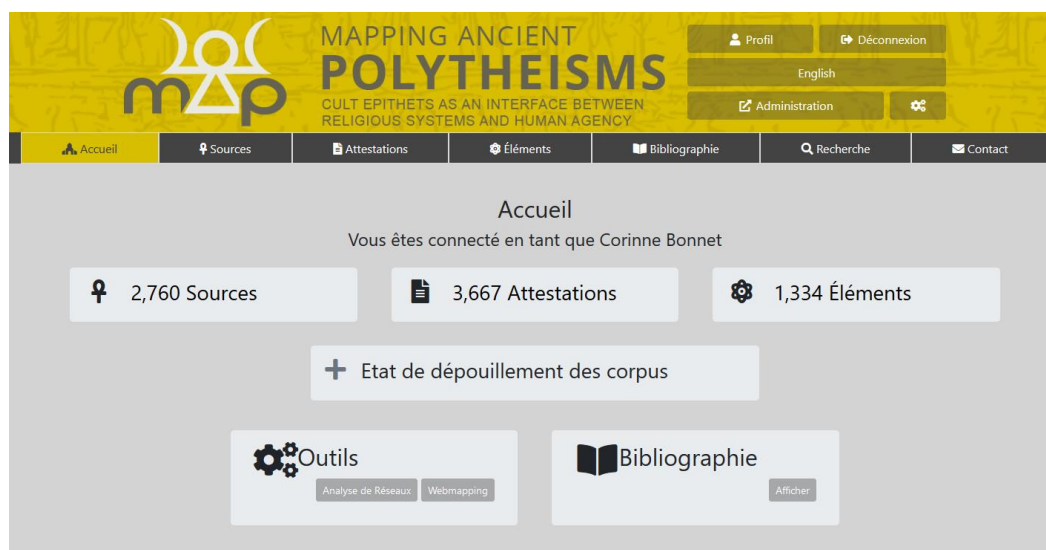 map
MAPPING ANCIENT
POLYTHEISMS
CULT EPITHETS AS AN INTERFACE BETWEEN
RELIGIOUS SYSTEMS AND HUMAN AGENCY
Profil
Déconnexion
English
Administration
Accueil
Sources
Attestations
Éléments
Bibliographie
Recherche
Contact
Accueil
Vous êtes connecté en tant que Corinne Bonnet
2,760 Sources
3,667 Attestations
1,334 Éléments
Etat de dépouillement des corpus
Outils
Analyse de Réseaux
Webmapping
Bibliographie
Afficher